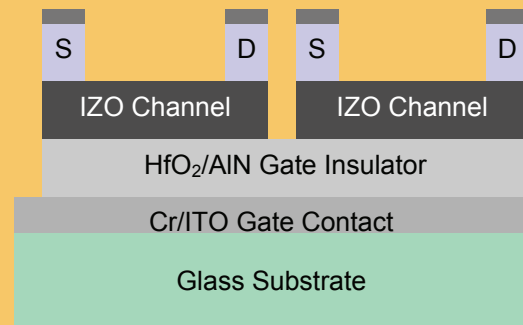 S D S D
IZO Channel IZO Channel
HfO₂/AlN Gate Insulator
Cr/ITO Gate Contact
Glass Substrate